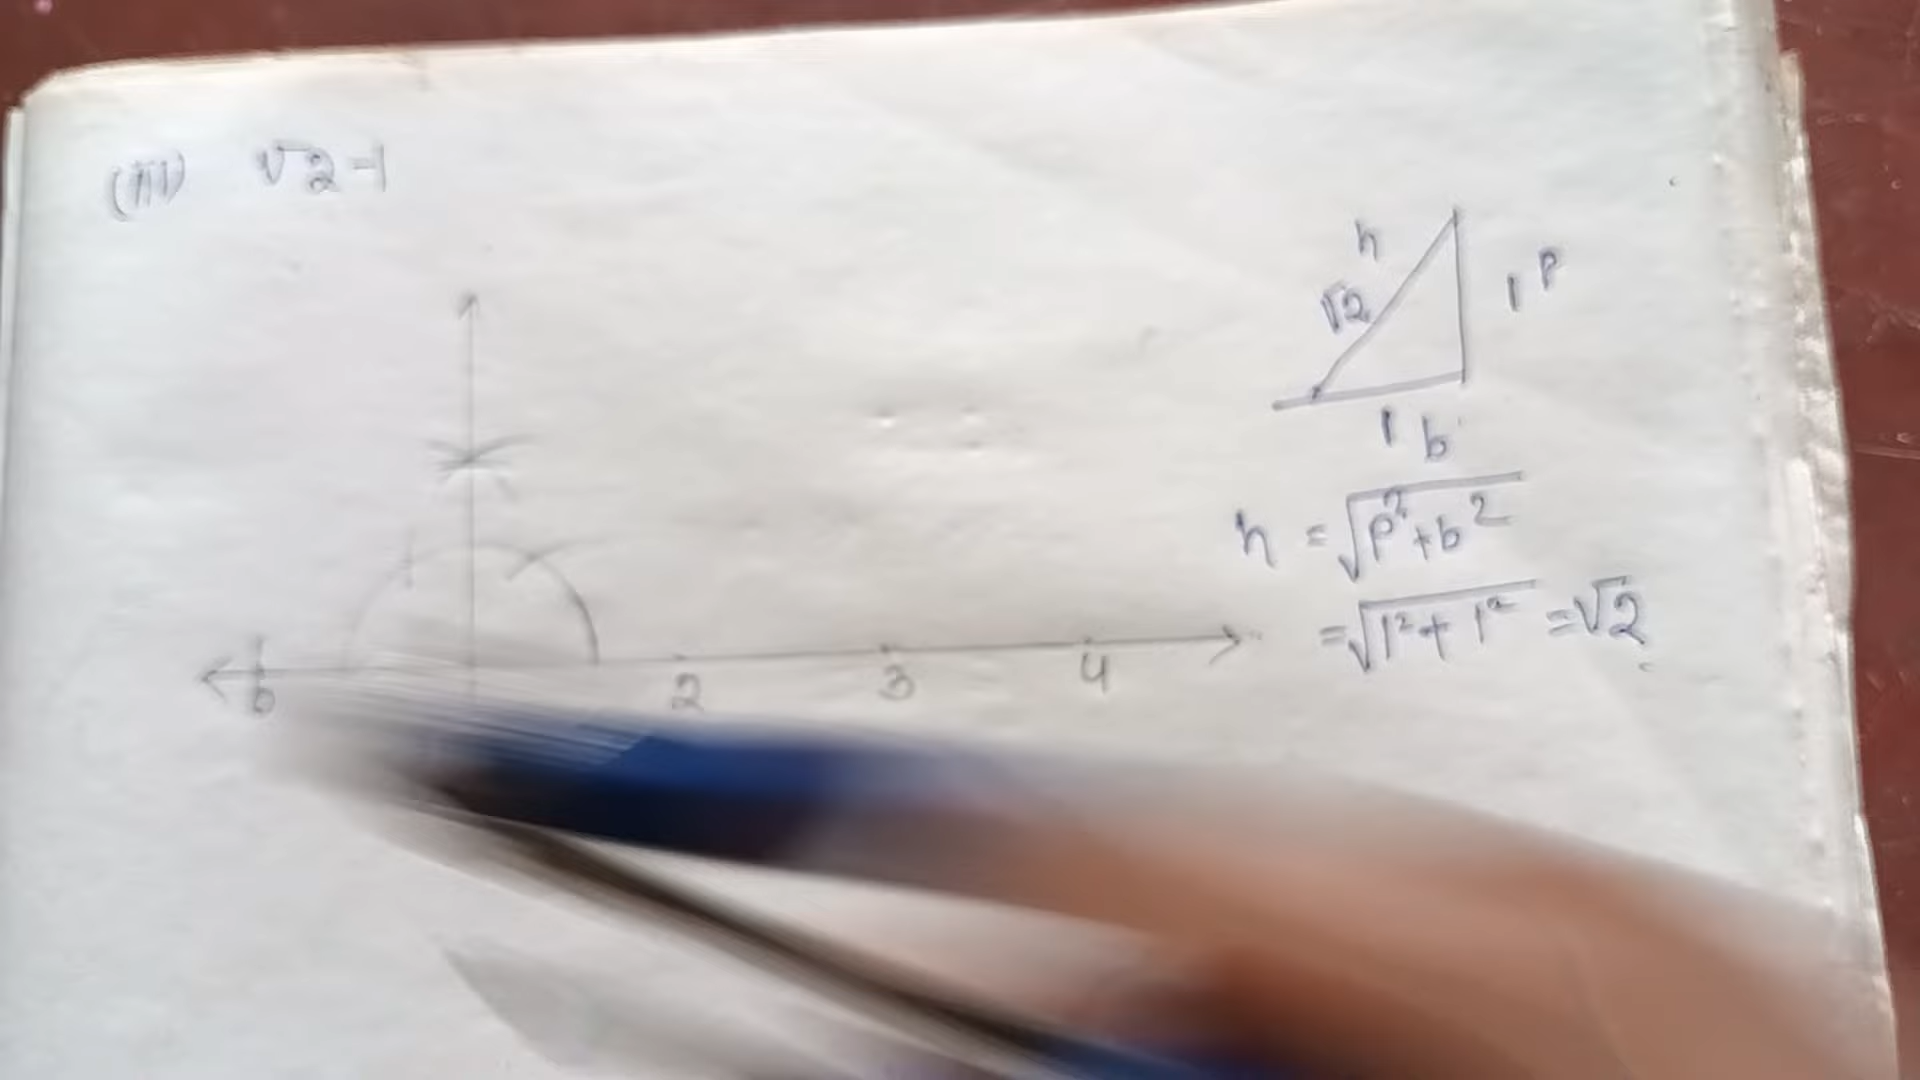 (iii) √2-1
h
√2
1 P
1 b
h = √p²+b²
= √1²+1² = √2
0 2 3 4